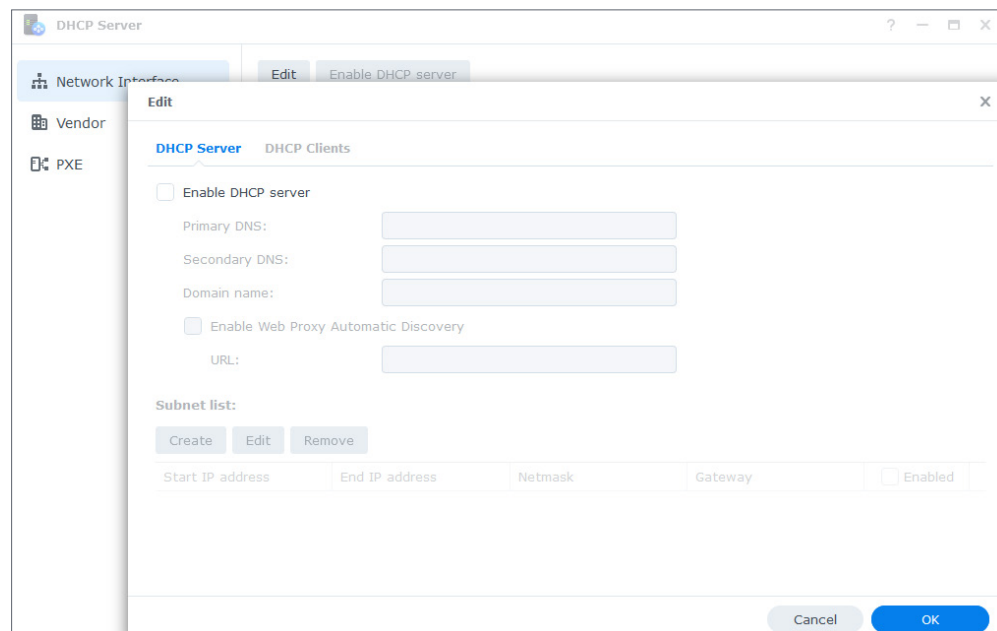 DHCP Server
Network Interface
Edit Enable DHCP server
Vendor
PXE
Edit
DHCP Server DHCP Clients
Enable DHCP server
Primary DNS:
Secondary DNS:
Domain name:
Enable Web Proxy Automatic Discovery
URL:
Subnet list:
Create Edit Remove
Start IP address End IP address Netmask Gateway Enabled
Cancel OK